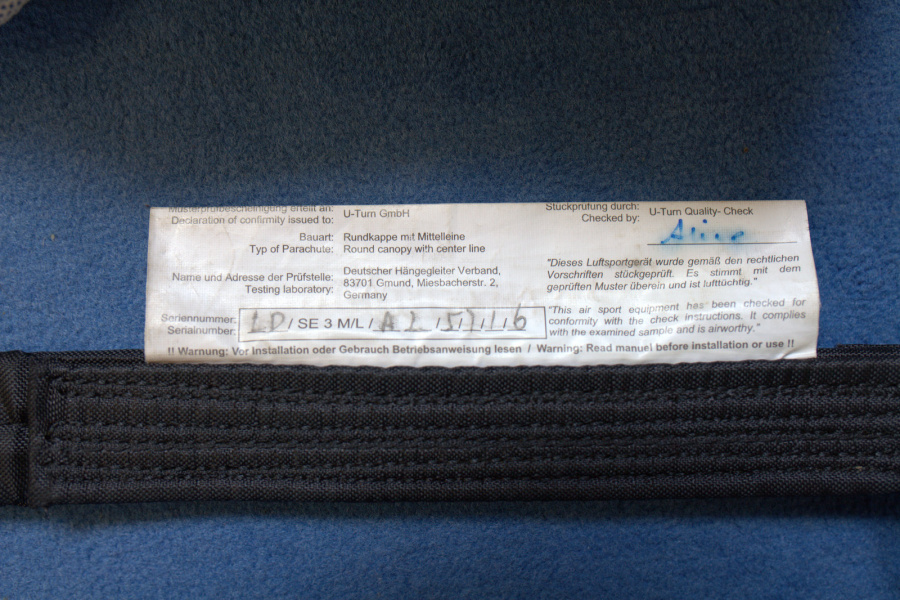 Musterprüfbescheinigung erteilt an:
Declaration of confirmity issued to: U-Turn GmbH
Bauart: Rundkappe mit Mittelleine
Typ of Parachute: Round canopy with center line
Name und Adresse der Prüfstelle:
Testing laboratory:
Deutscher Hängegleiter Verband,
83701 Gmund, Miesbacherstr. 2,
Germany
Seriennummer:
Serialnumber:
/ SE 3 M/L /
Stückprüfung durch:
Checked by: U-Turn Quality- Check
Alice
"Dieses Luftsportgerät wurde gemäß den rechtlichen
Vorschriften stückgeprüft. Es stimmt mit dem
geprüften Muster überein und ist lufttüchtig."
"This air sport equipment has been checked for
conformity with the check instructions. It complies
with the examined sample and is airworthy."
!! Warnung: Vor Installation oder Gebrauch Betriebsanweisung lesen / Warning: Read manuel before installation or use !!